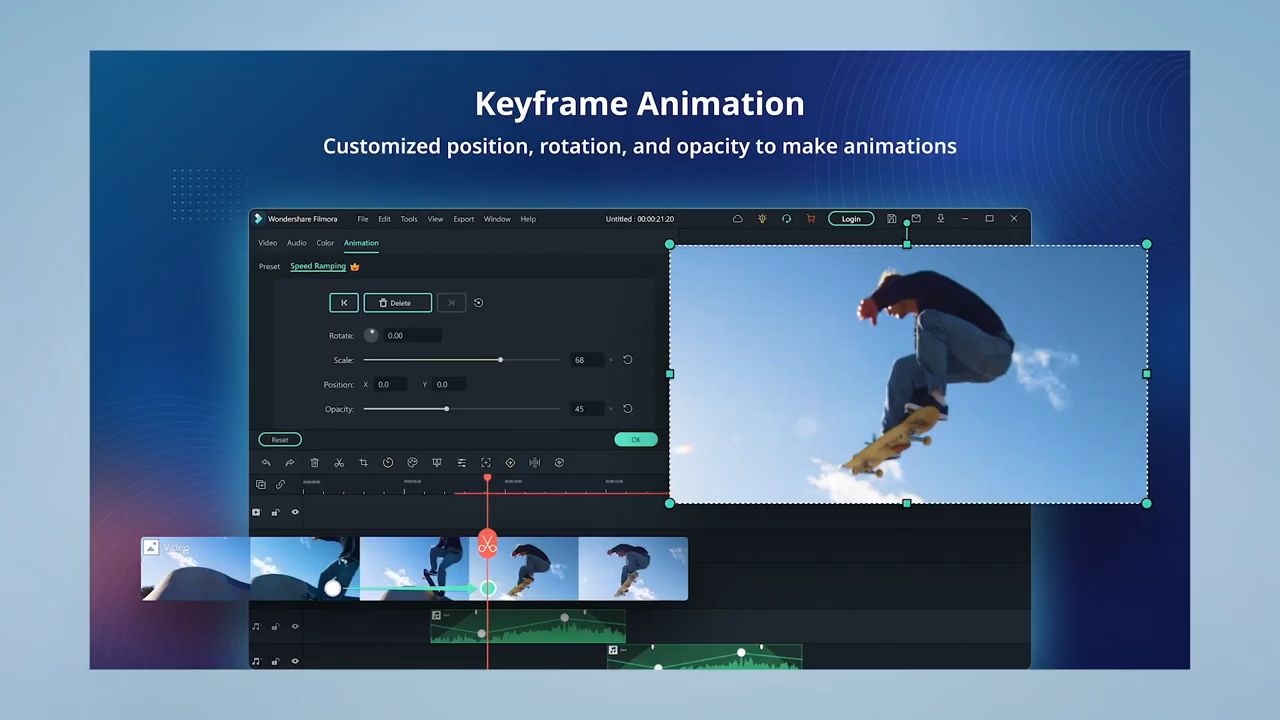 Keyframe Animation
Customized position, rotation, and opacity to make animations
Wondershare Filmora File Edit Tools View Export Window Help Untitled : 00:00:21:20 Login
Video Audio Color Animation
Preset Speed Ramping
Delete
Rotate: 0.00
Scale: 68
Position: X 0.0 Y 0.0
Opacity: 45
Reset OK
Video